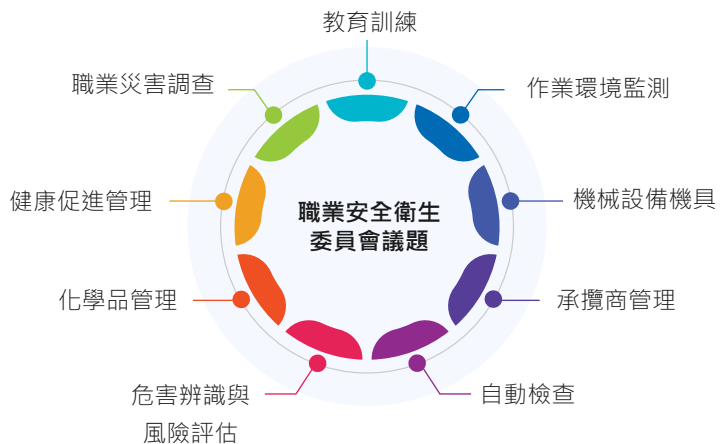 教育訓練
職業災害調查
作業環境監測
健康促進管理
機械設備機具
職業安全衛生
委員會議題
化學品管理
承攬商管理
危害辨識與
風險評估
自動檢查